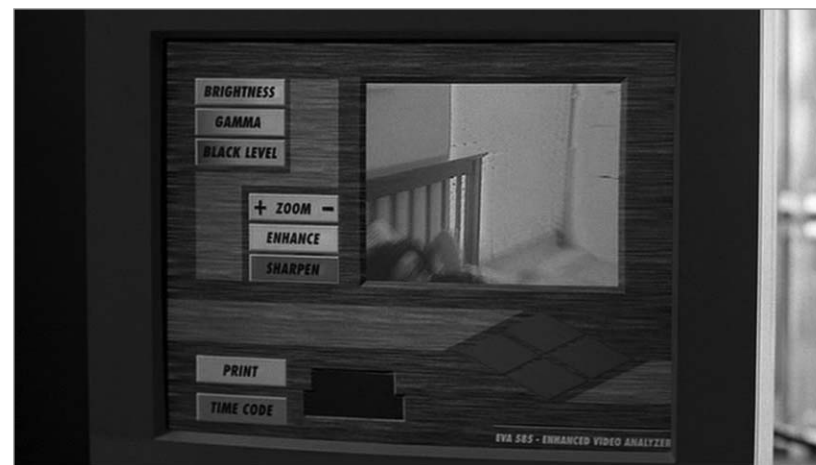 BRIGHTNESS
GAMMA
BLACK LEVEL
+ ZOOM −
ENHANCE
SHARPEN
PRINT
TIME CODE
EVA 585 - ENHANCED VIDEO ANALYZER